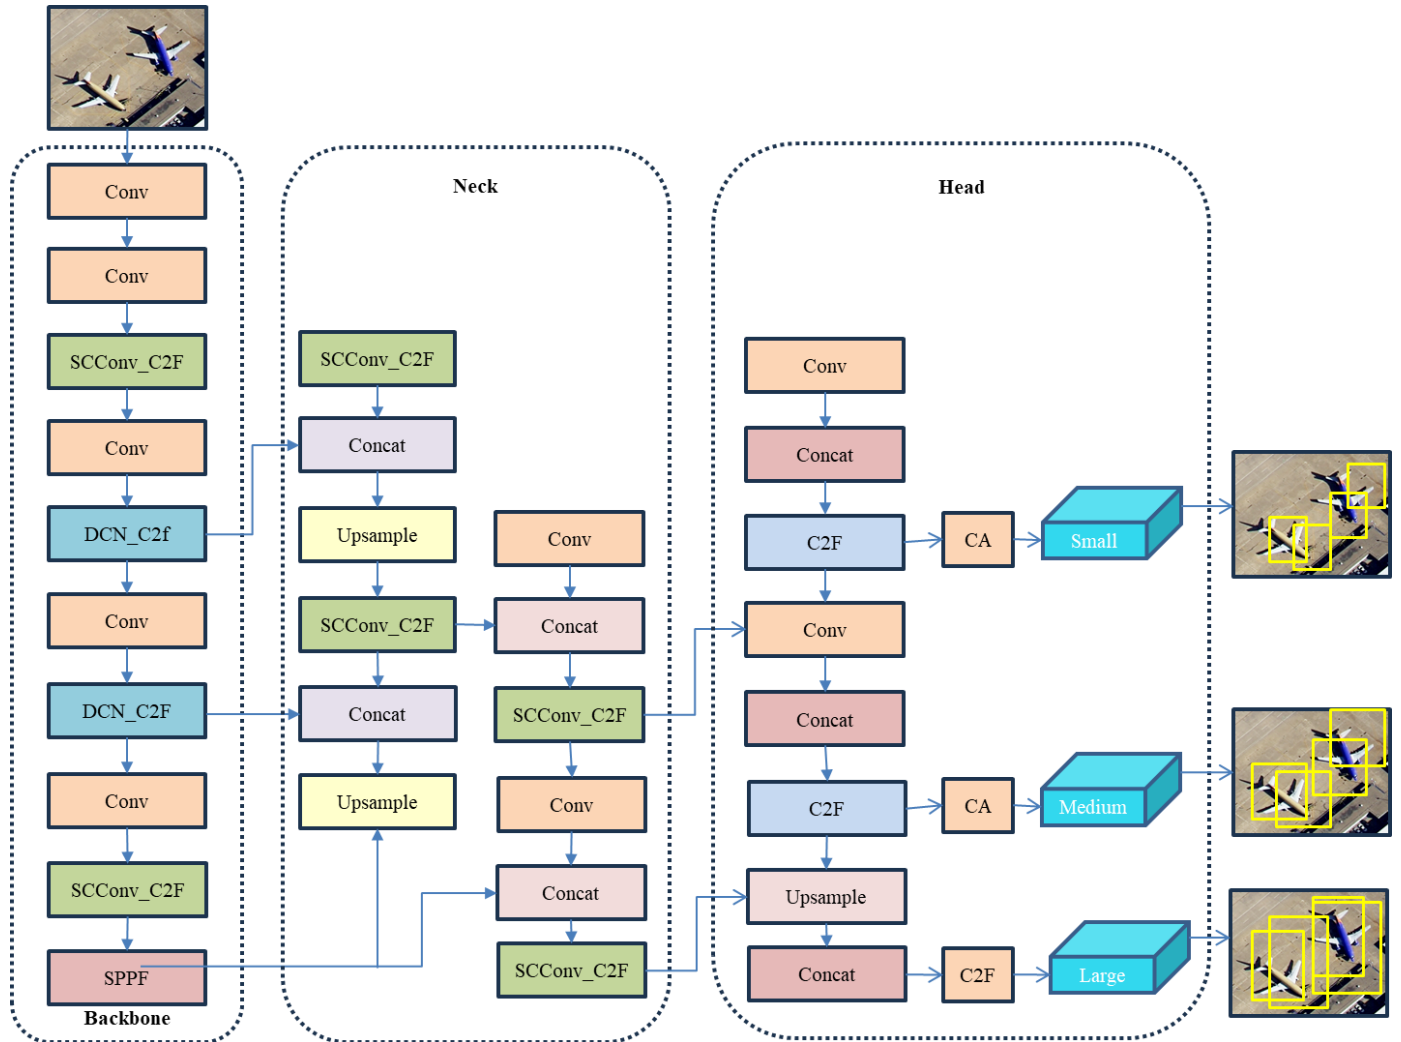 Conv
Conv
SCConv_C2F
Conv
DCN_C2f
Conv
DCN_C2F
Conv
SCConv_C2F
SPPF
Backbone
Neck
SCConv_C2F
Concat
Upsample
SCConv_C2F
Concat
Upsample
Conv
Concat
SCConv_C2F
Conv
Concat
SCConv_C2F
Head
Conv
Concat
C2F
CA
Small
Conv
Concat
C2F
CA
Medium
Upsample
Concat
C2F
Large